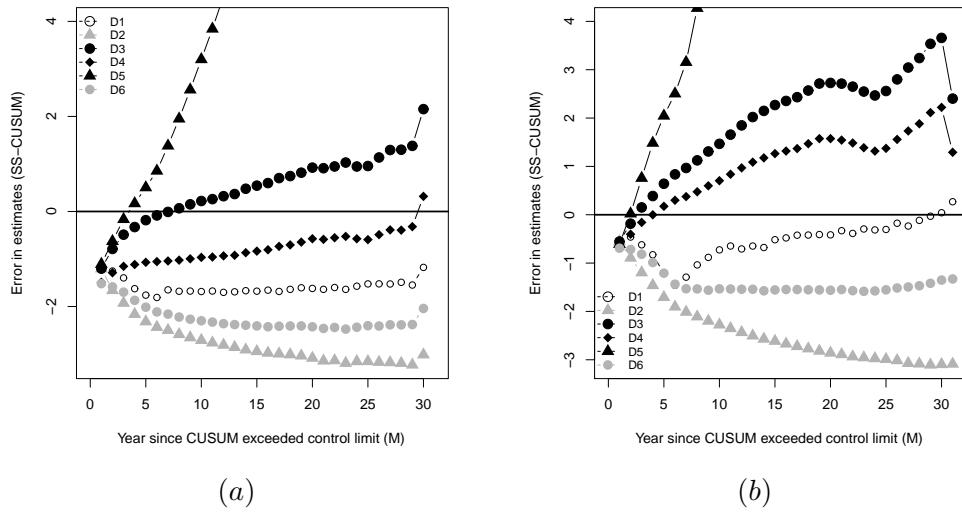 4
2
0
−2
Error in estimates (SS−CUSUM)
D1
D2
D3
D4
D5
D6
0 5 10 15 20 25 30
Year since CUSUM exceeded control limit (M)
(a)
4
3
2
1
0
−1
−2
−3
Error in estimates (SS−CUSUM)
D1
D2
D3
D4
D5
D6
0 5 10 15 20 25 30
Year since CUSUM exceeded control limit (M)
(b)